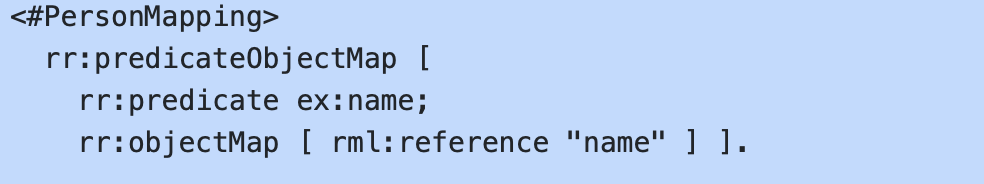 <#PersonMapping>
  rr:predicateObjectMap [
    rr:predicate ex:name;
    rr:objectMap [ rml:reference "name" ] ].